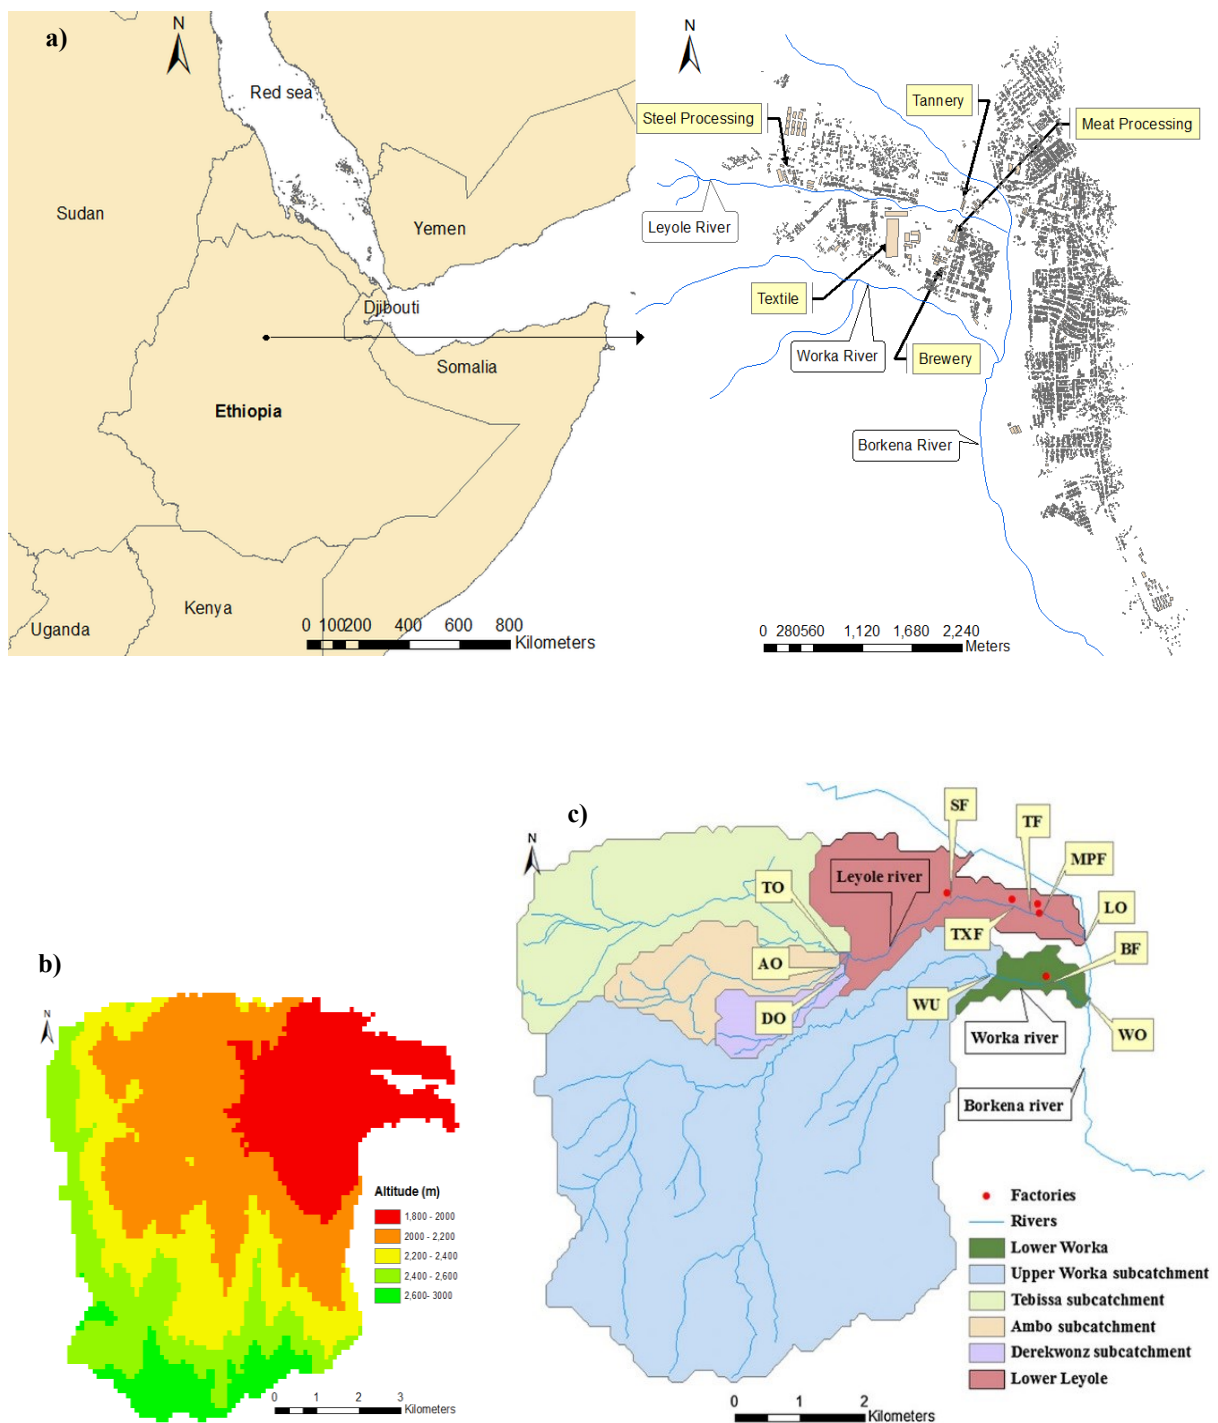 a)
N
Red sea
Sudan
Yemen
Djibouti
Somalia
Ethiopia
Kenya
Uganda
0 100200 400 600 800
Kilometers
N
Tannery
Steel Processing
Meat Processing
Leyole River
Textile
Worka River
Brewery
Borkena River
0 280560 1,120 1,680 2,240
Meters
b)
N
Altitude (m)
1,800 - 2000
2000 - 2,200
2,200 - 2,400
2,400 - 2,600
2,600- 3000
0 1 2 3
Kilometers
c)
N
SF
TF
MPF
Leyole river
TO
LO
TXF
BF
AO
WU
DO
Worka river
WO
Borkena river
Factories
Rivers
Lower Worka
Upper Worka subcatchment
Tebissa subcatchment
Ambo subcatchment
Derekwonz subcatchment
Lower Leyole
0 1 2
Kilometers